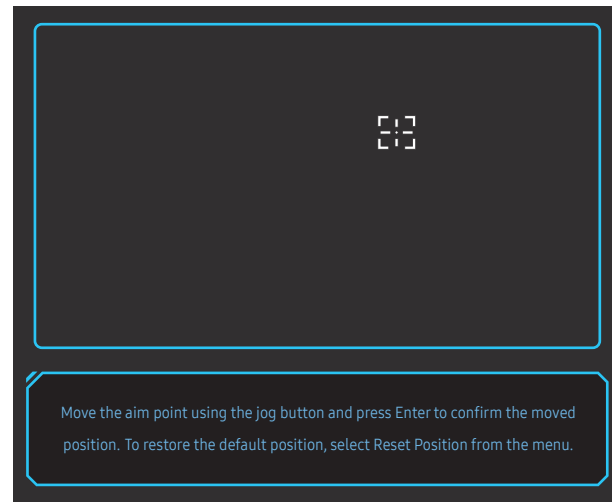 Move the aim point using the jog button and press Enter to confirm the moved
position. To restore the default position, select Reset Position from the menu.